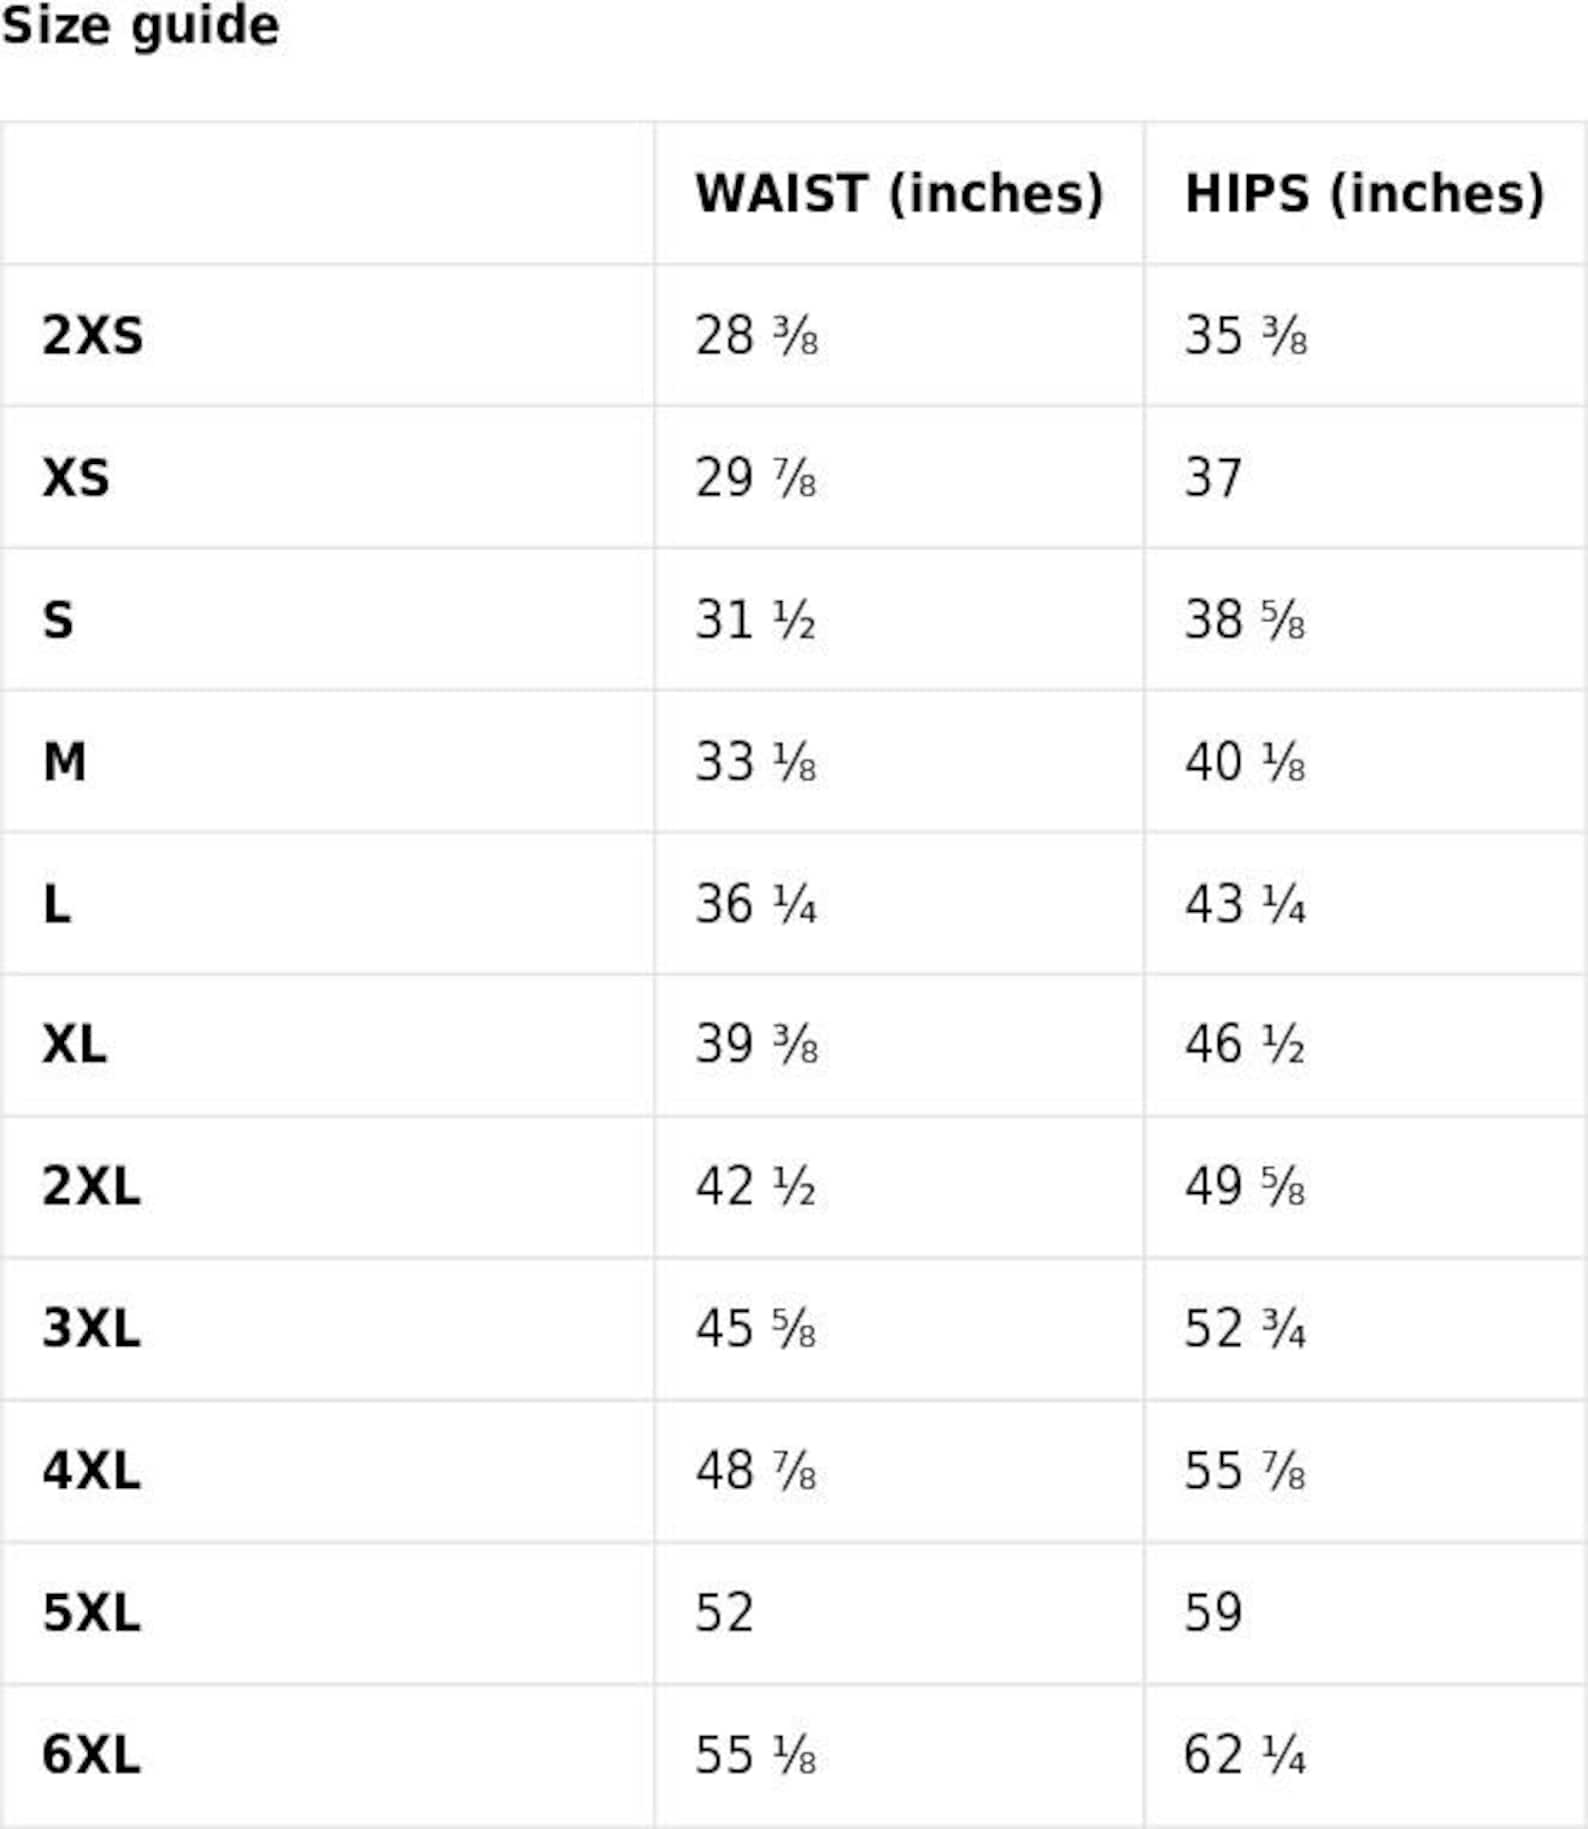 Size guide
WAIST (inches) HIPS (inches)
2XS 28 ⅜ 35 ⅜
XS 29 ⅞ 37
S 31 ½ 38 ⅝
M 33 ⅛ 40 ⅛
L 36 ¼ 43 ¼
XL 39 ⅜ 46 ½
2XL 42 ½ 49 ⅝
3XL 45 ⅝ 52 ¾
4XL 48 ⅞ 55 ⅞
5XL 52 59
6XL 55 ⅛ 62 ¼